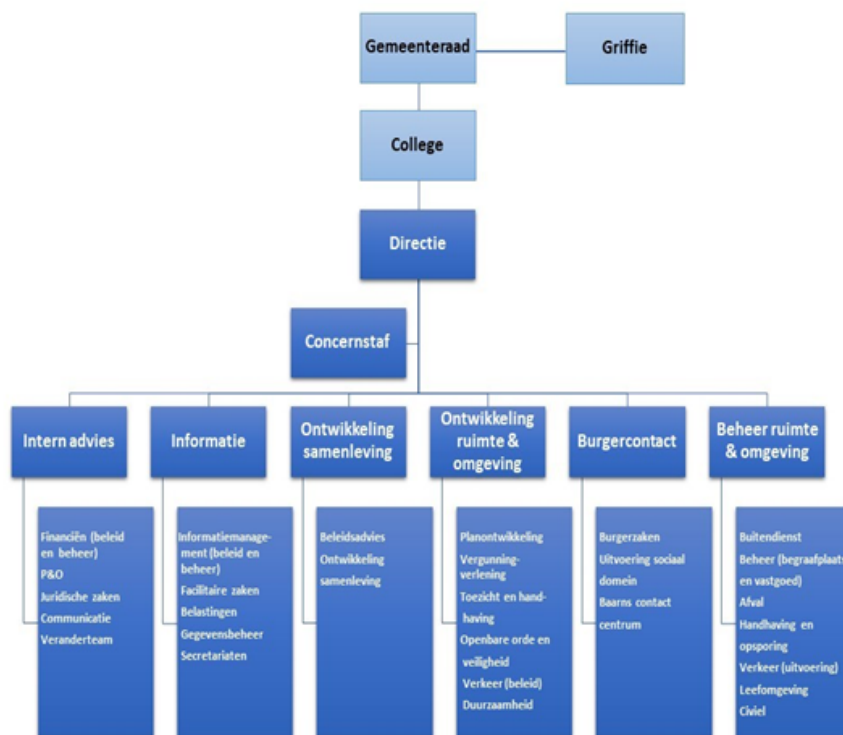 Gemeenteraad
Griffie
College
Directie
Concernstaf
Intern advies
Informatie
Ontwikkeling
samenleving
Ontwikkeling
ruimte &
omgeving
Burgercontact
Beheer ruimte
& omgeving
Financiën (beleid
en beheer)
P&O
Juridische zaken
Communicatie
Veranderteam
Informatiemanage-
ment (beleid en
beheer)
Facilitaire zaken
Belastingen
Gegevensbeheer
Secretariaten
Beleidsadvies
Ontwikkeling
samenleving
Planontwikkeling
Vergunning-
verlening
Toezicht en hand-
having
Openbare orde en
veiligheid
Verkeer (beleid)
Duurzaamheid
Burgerzaken
Uitvoering sociaal
domein
Baarns contact
centrum
Buitendienst
Beheer (begraafplaats
en vastgoed)
Afval
Handhaving en
opsporing
Verkeer (uitvoering)
Leefomgeving
Civiel